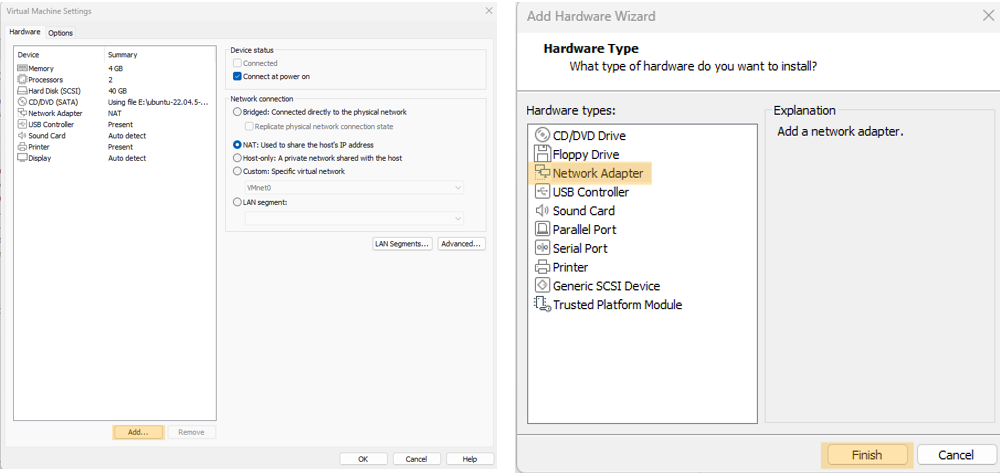 Virtual Machine Settings
Hardware Options
Device Summary
Memory 4 GB
Processors 2
Hard Disk (SCSI) 40 GB
CD/DVD (SATA) Using file E:\ubuntu-22.04.5-...
Network Adapter NAT
USB Controller Present
Sound Card Auto detect
Printer Present
Display Auto detect
Add... Remove
Device status
Connected
Connect at power on
Network connection
Bridged: Connected directly to the physical network
Replicate physical network connection state
NAT: Used to share the host's IP address
Host-only: A private network shared with the host
Custom: Specific virtual network
VMnet0
LAN segment:
LAN Segments... Advanced...
OK Cancel Help
Add Hardware Wizard
Hardware Type
What type of hardware do you want to install?
Hardware types:
CD/DVD Drive
Floppy Drive
Network Adapter
USB Controller
Sound Card
Parallel Port
Serial Port
Printer
Generic SCSI Device
Trusted Platform Module
Explanation
Add a network adapter.
Finish Cancel